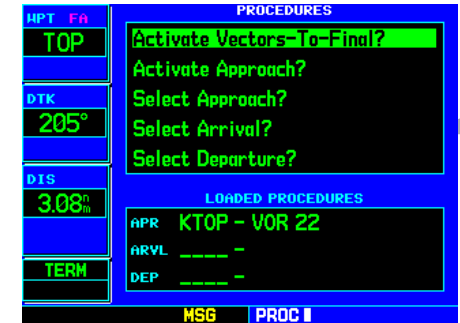 WPT FA
TOP
DTK
205°
DIS
3.08nm
TERM
PROCEDURES
Activate Vectors-To-Final?
Activate Approach?
Select Approach?
Select Arrival?
Select Departure?
LOADED PROCEDURES
APR KTOP - VOR 22
ARVL ____ -
DEP ____ -
MSG PROC